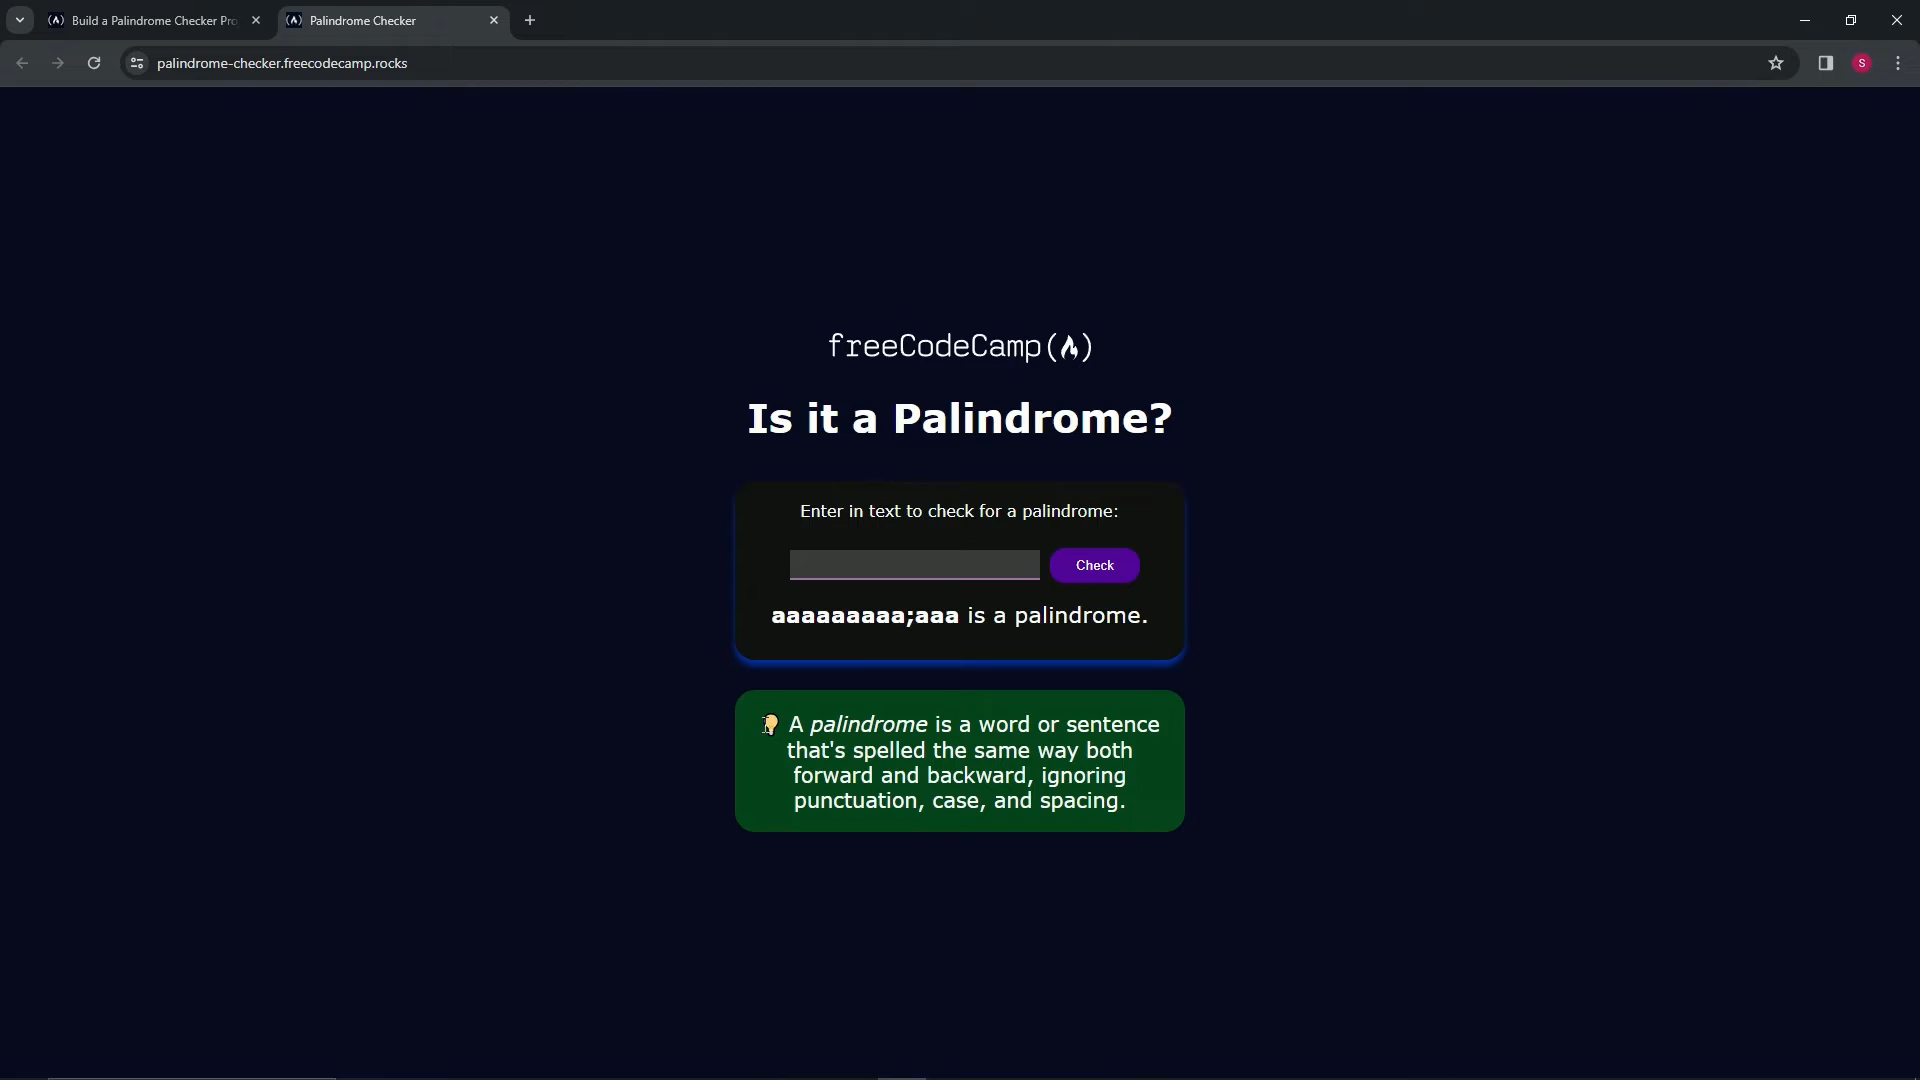 Build a Palindrome Checker Pro
Palindrome Checker
palindrome-checker.freecodecamp.rocks
S
freeCodeCamp
Is it a Palindrome?
Enter in text to check for a palindrome:
Check
aaaaaaaaa;aaa is a palindrome.
A palindrome is a word or sentence
that's spelled the same way both
forward and backward, ignoring
punctuation, case, and spacing.